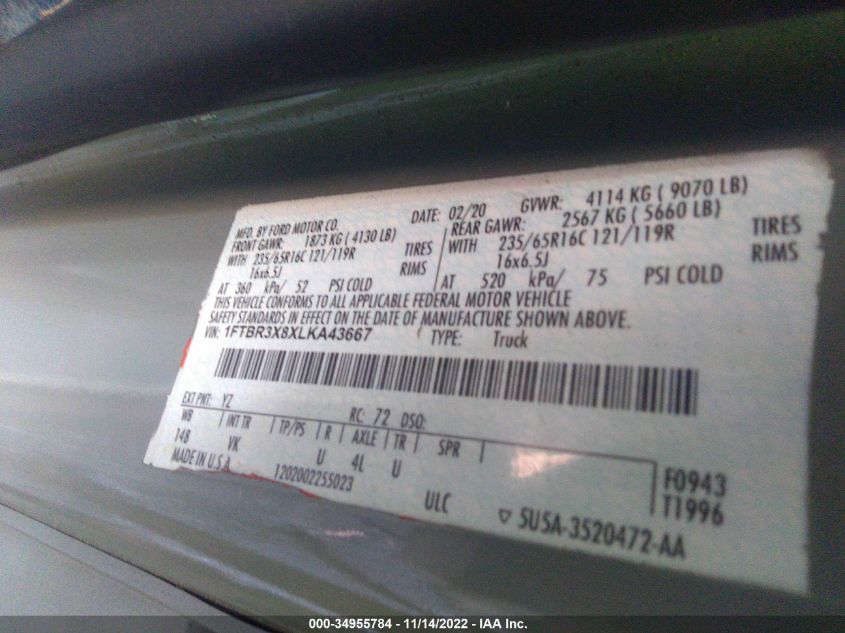 MFD. BY FORD MOTOR CO. DATE: 02/20 GVWR: 4114 KG ( 9070 LB)
FRONT GAWR: 1873 KG ( 4130 LB) REAR GAWR: 2567 KG ( 5660 LB)
WITH 235/65R16C 121/119R TIRES WITH 235/65R16C 121/119R TIRES
16x6.5J RIMS 16x6.5J RIMS
AT 360 kPa/ 52 PSI COLD AT 520 kPa/ 75 PSI COLD
THIS VEHICLE CONFORMS TO ALL APPLICABLE FEDERAL MOTOR VEHICLE
SAFETY STANDARDS IN EFFECT ON THE DATE OF MANUFACTURE SHOWN ABOVE.
VIN: 1FTBR3X8XLKA43667 TYPE: Truck
EXT PNT: YZ RC: 72 DSO:
WB INT TR TP/PS R AXLE TR SPR
148 VK U 4L U F0943
MADE IN U.S.A 1202002255023 T1996
ULC 5U5A-3520472-AA
000-34955784 - 11/14/2022 - IAA Inc.